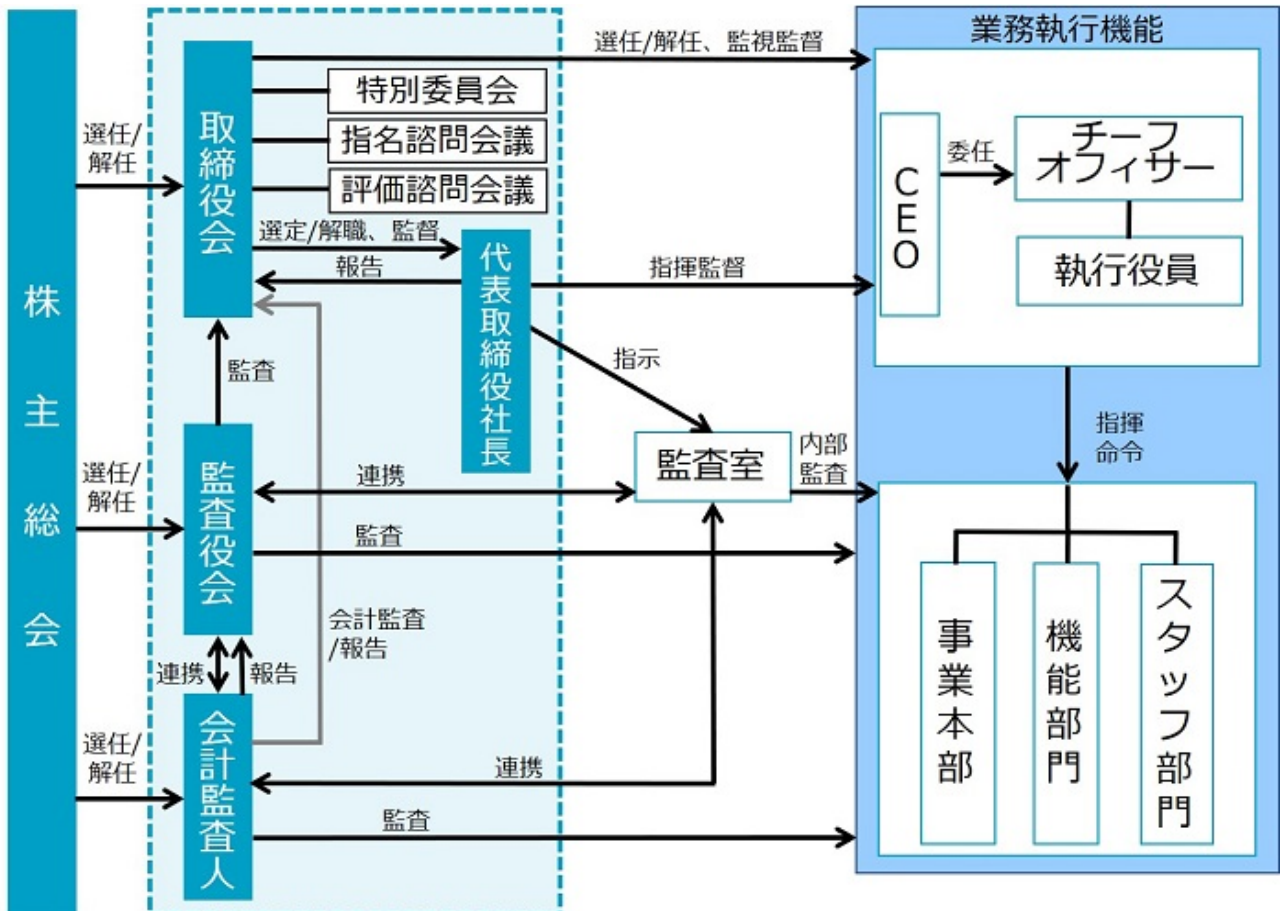 株主総会
選任/
解任
選任/
解任
選任/
解任
取締役会
特別委員会
指名諮問会議
評価諮問会議
選定/解職、監督
報告
代表取締役社長
監査
監査役会
連携
報告
会計監査
/報告
会計監査人
選任/解任、監視監督
指揮監督
指示
監査室
内部
監査
連携
監査
連携
監査
業務執行機能
CEO
委任
チーフ
オフィサー
執行役員
指揮
命令
事業本部
機能部門
スタッフ部門